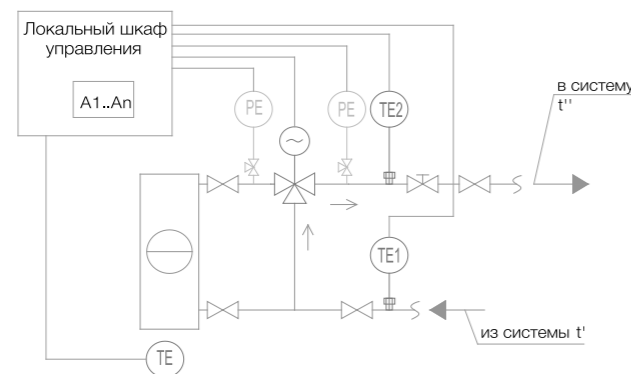 Локальный шкаф
управления
A1..An
PE
PE
TE2
в систему
t''
TE1
из системы t'
TE